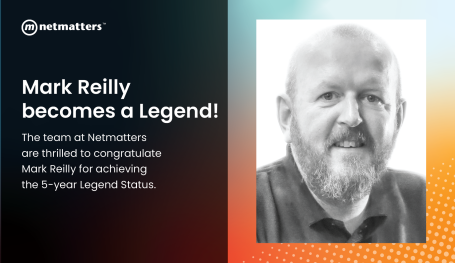 netmatters™
Mark Reilly
becomes a Legend!
The team at Netmatters
are thrilled to congratulate
Mark Reilly for achieving
the 5-year Legend Status.